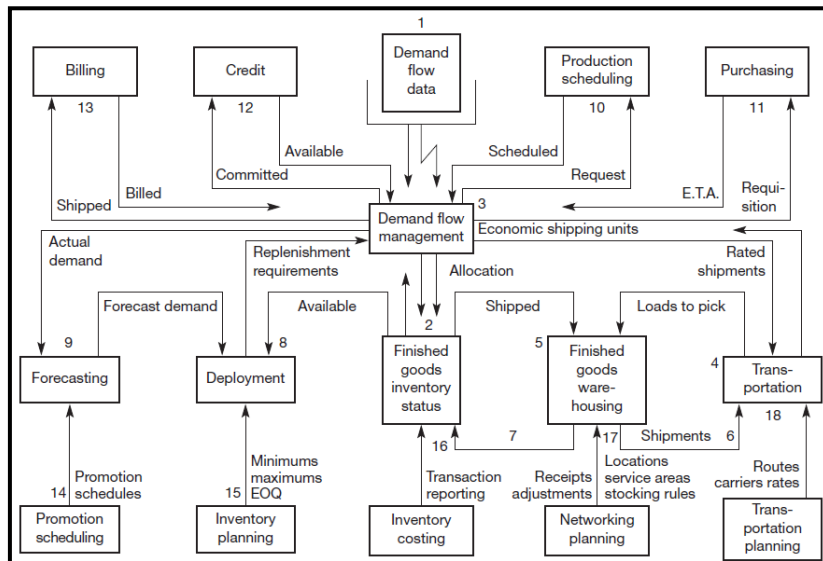 1
Billing
Credit
Demand
flow
data
Production
scheduling
Purchasing
13
12
10
11
Available
Scheduled
Committed
Request
Billed
3
E.T.A.
Requi-
sition
Shipped
Demand flow
management
Economic shipping units
Actual
demand
Replenishment
requirements
Allocation
Rated
shipments
Forecast demand
Available
2
Shipped
Loads to pick
9
8
5
4
Forecasting
Deployment
Finished
goods
inventory
status
Finished
goods
ware-
housing
Trans-
portation
18
16
7
17
Shipments
6
14
Promotion
schedules
15
Minimums
maximums
EOQ
Transaction
reporting
Receipts
adjustments
Locations
service areas
stocking rules
Routes
carriers rates
Promotion
scheduling
Inventory
planning
Inventory
costing
Networking
planning
Trans-
portation
planning